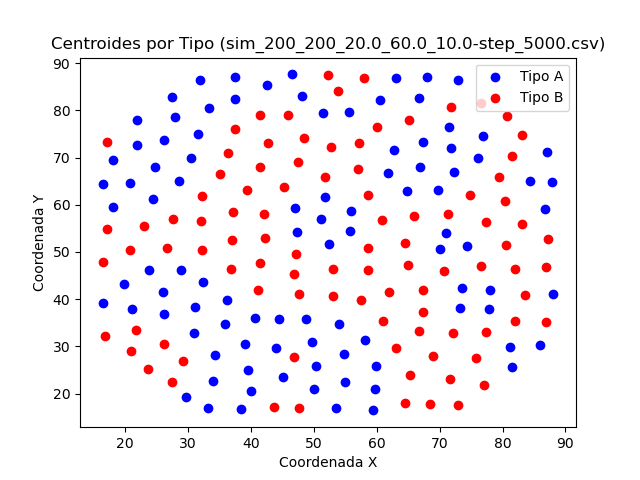 Centroides por Tipo (sim_200_200_20.0_60.0_10.0-step_5000.csv)
Tipo A
Tipo B
Coordenada Y
90
80
70
60
50
40
30
20
20 30 40 50 60 70 80 90
Coordenada X